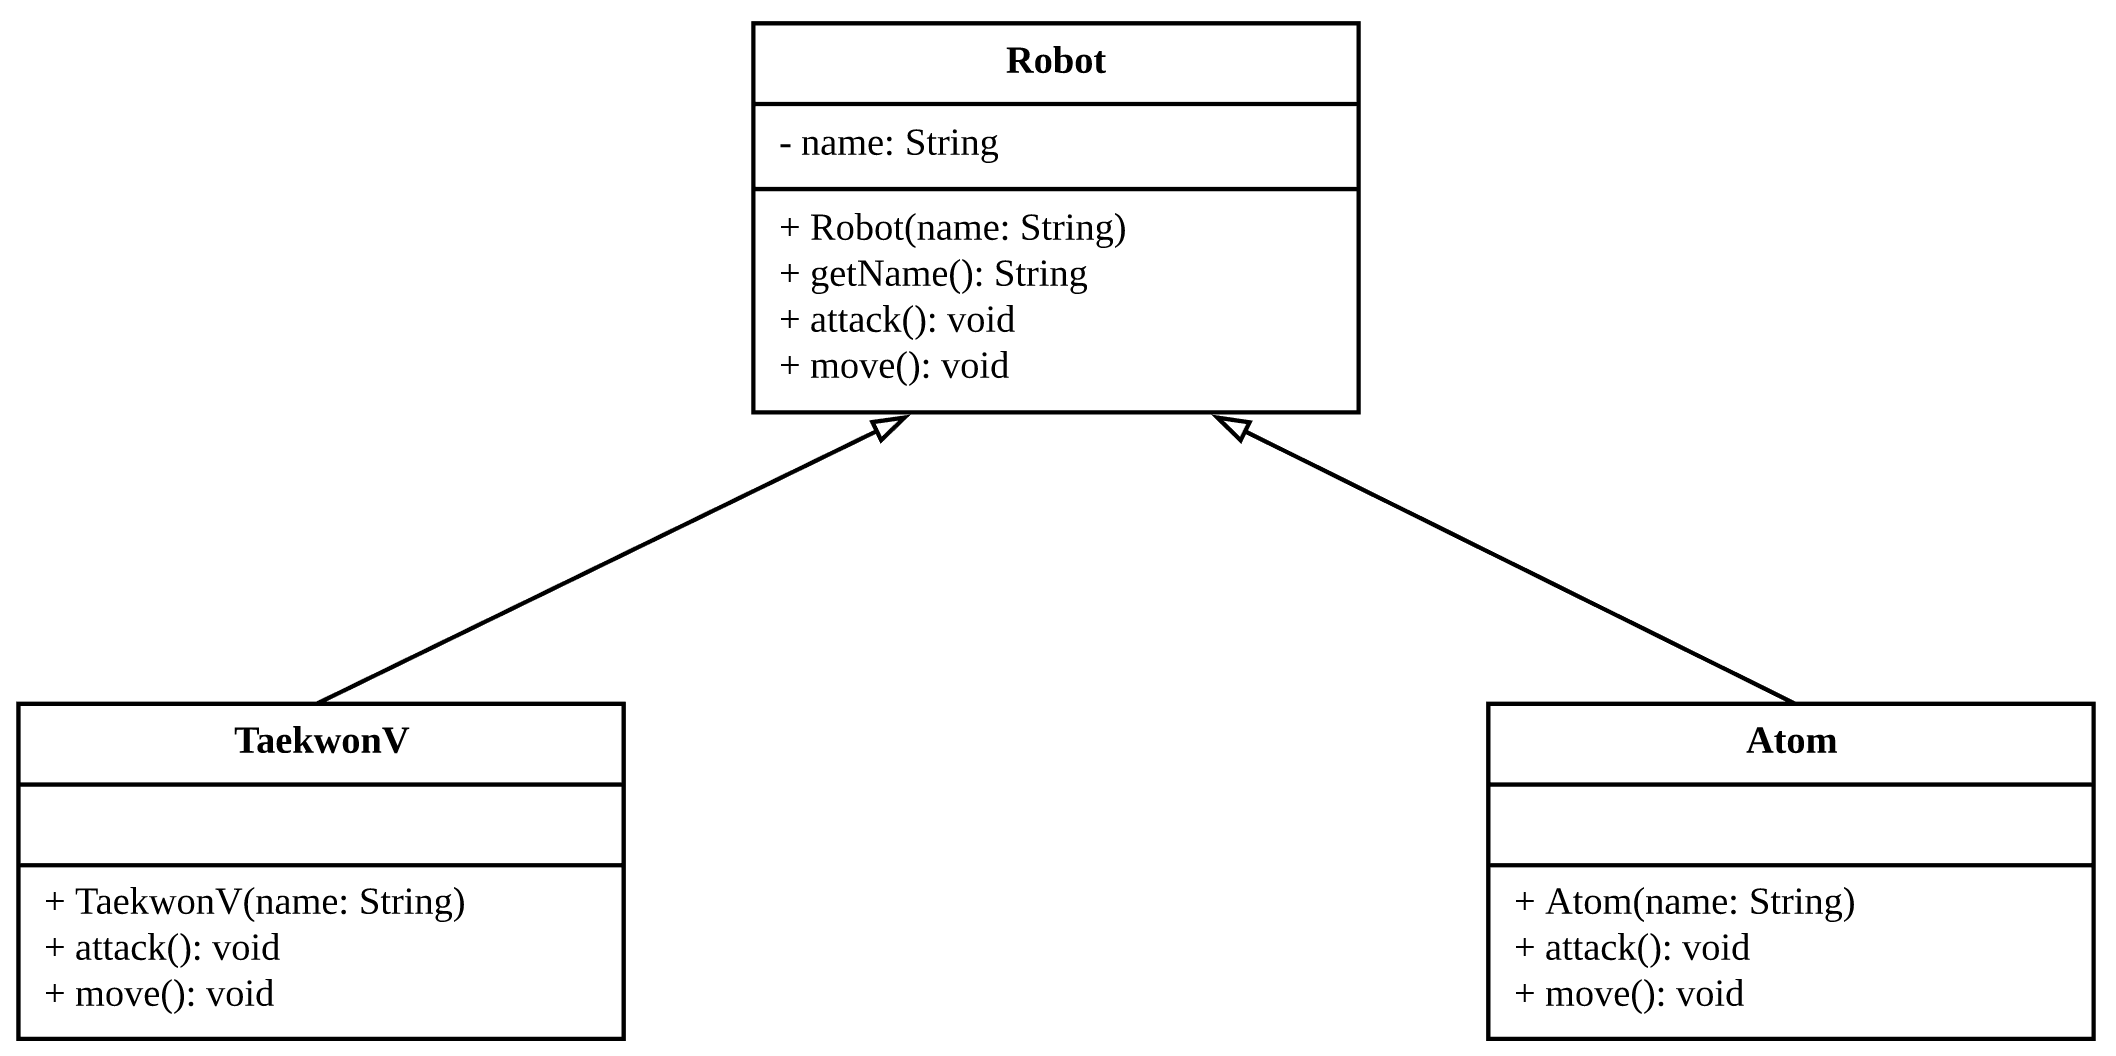 Robot
- name: String
+ Robot(name: String)
+ getName(): String
+ attack(): void
+ move(): void
TaekwonV
+ TaekwonV(name: String)
+ attack(): void
+ move(): void
Atom
+ Atom(name: String)
+ attack(): void
+ move(): void